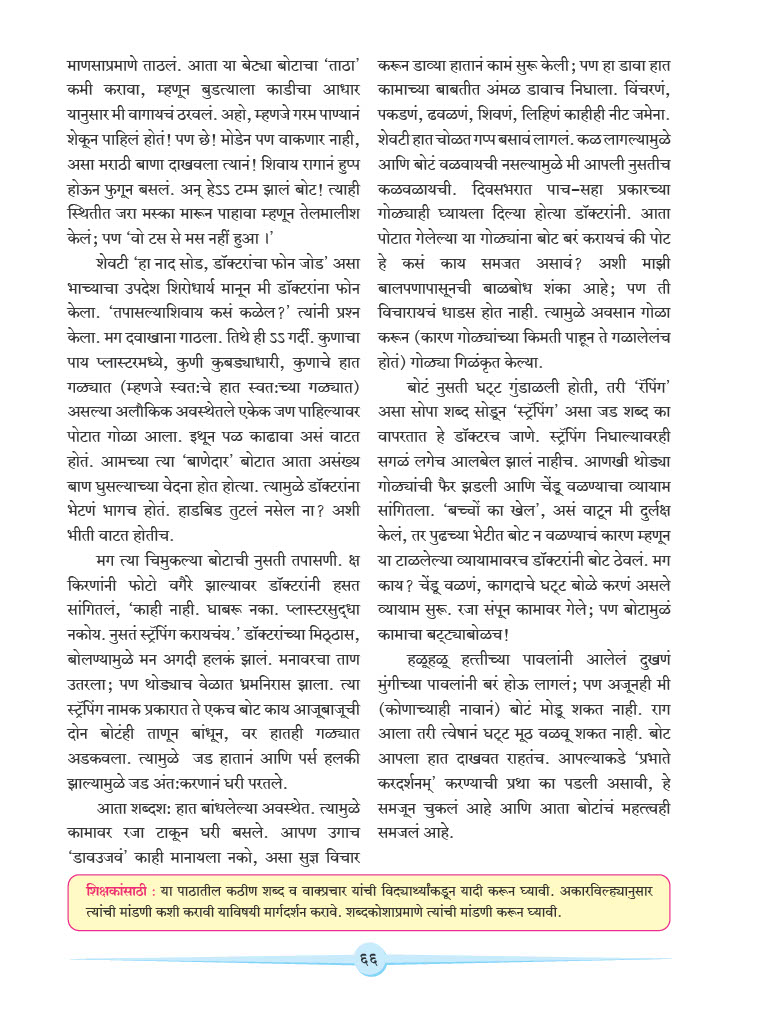 माणसाप्रमाणे ताठलं. आता या बेट्या बोटाचा ‘ताठा’
कमी करावा, म्हणून बुडत्याला काडीचा आधार
यानुसार मी वागायचं ठरवलं. अहो, म्हणजे गरम पाण्यानं
शेकून पाहिलं होतं! पण छे! मोडेन पण वाकणार नाही,
असा मराठी बाणा दाखवला त्यानं! शिवाय रागानं हुप्प
होऊन फुगून बसलं. अन् हेऽऽ टम्म झालं बोट! त्याही
स्थितीत जरा मस्का मारून पाहावा म्हणून तेलमालीश
केलं; पण ‘वो टस से मस नहीं हुआ ।’
शेवटी ‘हा नाद सोड, डॉक्टरांचा फोन जोड’ असा
भाच्याचा उपदेश शिरोधार्य मानून मी डॉक्टरांना फोन
केला. ‘तपासल्याशिवाय कसं कळेल?’ त्यांनी प्रश्न
केला. मग दवाखाना गाठला. तिथे ही ऽऽ गर्दी. कुणाचा
पाय प्लास्टरमध्ये, कुणी कुबड्याधारी, कुणाचे हात
गळ्यात (म्हणजे स्वत:चे हात स्वत:च्या गळ्यात)
असल्या अलौकिक अवस्थेतले एकेक जण पाहिल्यावर
पोटात गोळा आला. इथून पळ काढावा असं वाटत
होतं. आमच्या त्या ‘बाणेदार’ बोटात आता असंख्य
बाण घुसल्याच्या वेदना होत होत्या. त्यामुळे डॉक्टरांना
भेटणं भागच होतं. हाडबिड तुटलं नसेल ना? अशी
भीती वाटत होतीच.
मग त्या चिमुकल्या बोटाची नुसती तपासणी. क्ष
किरणांनी फोटो वगैरे झाल्यावर डॉक्टरांनी हसत
सांगितलं, ‘काही नाही. घाबरू नका. प्लास्टरसुद्धा
नकोय. नुसतं स्ट्रॅपिंग करायचंय.’ डॉक्टरांच्या मिठ्ठास,
बोलण्यामुळे मन अगदी हलकं झालं. मनावरचा ताण
उतरला; पण थोड्याच वेळात भ्रमनिरास झाला. त्या
स्ट्रॅपिंग नामक प्रकारात ते एकच बोट काय आजूबाजूची
दोन बोटंही ताणून बांधून, वर हातही गळ्यात
अडकवला. त्यामुळे जड हातानं आणि पर्स हलकी
झाल्यामुळे जड अंत:करणानं घरी परतले.
आता शब्दश: हात बांधलेल्या अवस्थेत. त्यामुळे
कामावर रजा टाकून घरी बसले. आपण उगाच
‘डावउजवं’ काही मानायला नको, असा सुज्ञ विचार
करून डाव्या हातानं कामं सुरू केली; पण हा डावा हात
कामाच्या बाबतीत अंमळ डावाच निघाला. विंचरणं,
पकडणं, ढवळणं, शिवणं, लिहिणं काहीही नीट जमेना.
शेवटी हात चोळत गप्प बसावं लागलं. कळ लागल्यामुळे
आणि बोटं वळवायची नसल्यामुळे मी आपली नुसतीच
कळवळायची. दिवसभरात पाच-सहा प्रकारच्या
गोळ्याही घ्यायला दिल्या होत्या डॉक्टरांनी. आता
पोटात गेलेल्या या गोळ्यांना बोट बरं करायचं की पोट
हे कसं काय समजत असावं? अशी माझी
बालपणापासूनची बाळबोध शंका आहे; पण ती
विचारायचं धाडस होत नाही. त्यामुळे अवसान गोळा
करून (कारण गोळ्यांच्या किमती पाहून ते गळालेलंच
होतं) गोळ्या गिळंकृत केल्या.
बोटं नुसती घट्ट गुंडाळली होती, तरी ‘रॅपिंग’
असा सोपा शब्द सोडून ‘स्ट्रॅपिंग’ असा जड शब्द का
वापरतात हे डॉक्टरच जाणे. स्ट्रॅपिंग निघाल्यावरही
सगळं लगेच आलबेल झालं नाहीच. आणखी थोड्या
गोळ्यांची फैर झडली आणि चेंडू वळण्याचा व्यायाम
सांगितला. ‘बच्चों का खेल’, असं वाटून मी दुर्लक्ष
केलं, तर पुढच्या भेटीत बोट न वळण्याचं कारण म्हणून
या टाळलेल्या व्यायामावरच डॉक्टरांनी बोट ठेवलं. मग
काय? चेंडू वळणं, कागदाचे घट्ट बोळे करणं असले
व्यायाम सुरू. रजा संपून कामावर गेले; पण बोटामुळं
कामाचा बट्ट्याबोळच!
हळूहळू हत्तीच्या पावलांनी आलेलं दुखणं
मुंगीच्या पावलांनी बरं होऊ लागलं; पण अजूनही मी
(कोणाच्याही नावानं) बोटं मोडू शकत नाही. राग
आला तरी त्वेषानं घट्ट मूठ वळवू शकत नाही. बोट
आपला हात दाखवत राहतंच. आपल्याकडे ‘प्रभाते
करदर्शनम्’ करण्याची प्रथा का पडली असावी, हे
समजून चुकलं आहे आणि आता बोटांचं महत्त्वही
समजलं आहे.
शिक्षकांसाठी : या पाठातील कठीण शब्द व वाक्प्रचार यांची विद्यार्थ्यांकडून यादी करून घ्यावी. अकारविल्ह्यानुसार
त्यांची मांडणी कशी करावी याविषयी मार्गदर्शन करावे. शब्दकोशाप्रमाणे त्यांची मांडणी करून घ्यावी.
६६